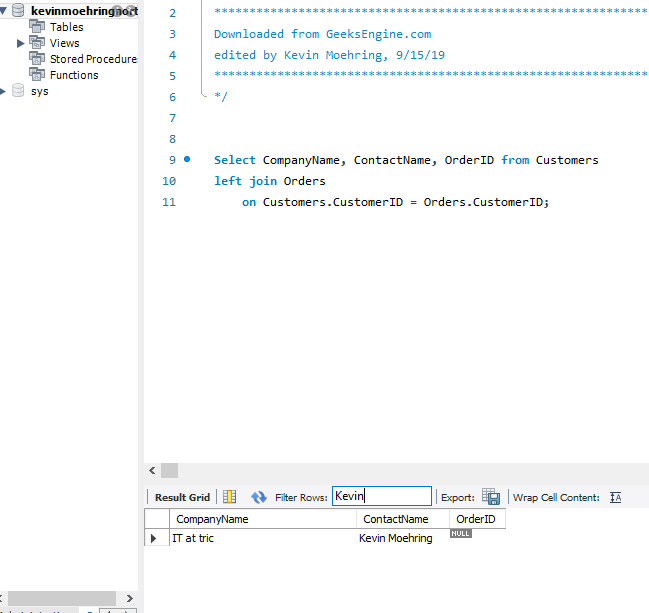 Tables
Views
Stored Procedure
Functions
sys
2 ***************************************************************
3 Downloaded from GeeksEngine.com
4 edited by Kevin Moehring, 9/15/19
5 ***************************************************************
6 */
7
8
9 Select CompanyName, ContactName, OrderID from Customers
10 left join Orders
11 on Customers.CustomerID = Orders.CustomerID;
Result Grid Filter Rows: Kevin Export: Wrap Cell Content: IA
CompanyName ContactName OrderID
IT at tric Kevin Moehring NULL